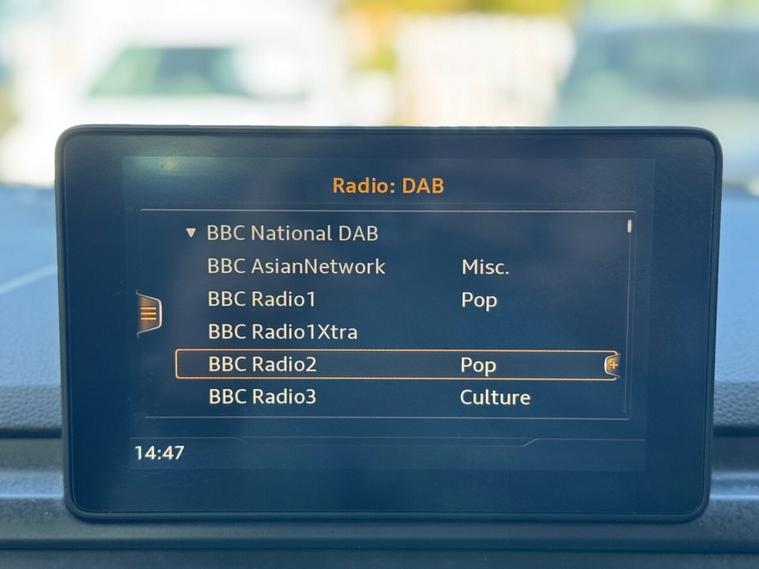 Radio: DAB
BBC National DAB
BBC AsianNetwork Misc.
BBC Radio1 Pop
BBC Radio1Xtra
BBC Radio2 Pop
BBC Radio3 Culture
14:47